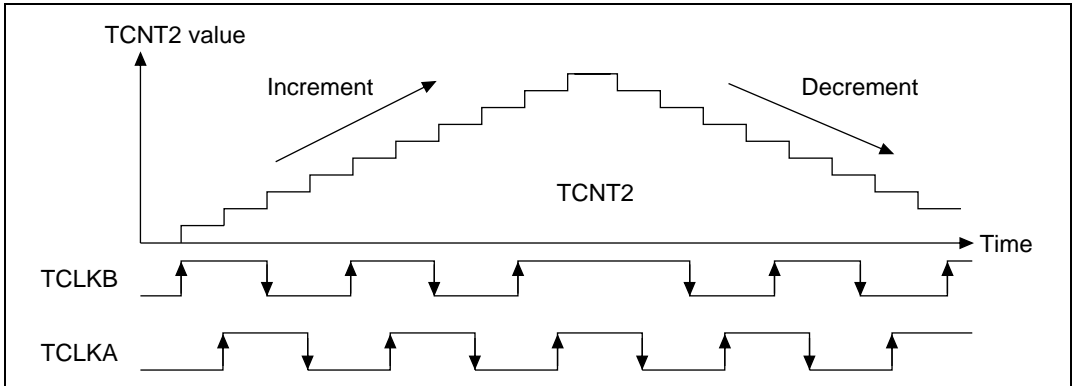 TCNT2 value
Increment
Decrement
TCNT2
Time
TCLKB
TCLKA